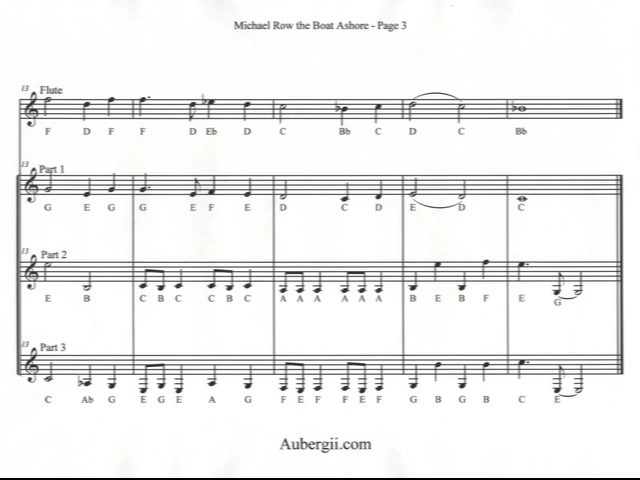 Michael Row the Boat Ashore - Page 3
13 Flute
F D F F D Eb D C Bb C D C Bb
13 Part 1
G E G G E F E D C D E D C
13 Part 2
E B C B C C B C A A A A A A B E B F E G
13 Part 3
C Ab G E G E A G F E F F E F G B G B C E
Aubergii.com